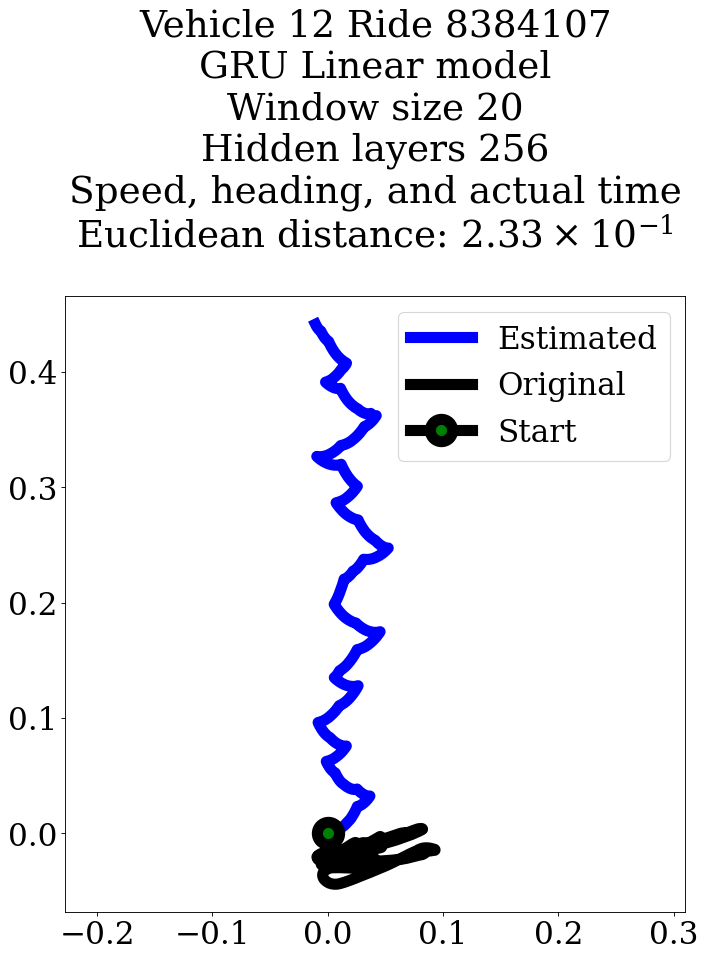 Vehicle 12 Ride 8384107
GRU Linear model
Window size 20
Hidden layers 256
Speed, heading, and actual time
Euclidean distance: 2.33 × 10⁻¹
Estimated
Original
Start
0.4
0.3
0.2
0.1
0.0
−0.2 −0.1 0.0 0.1 0.2 0.3